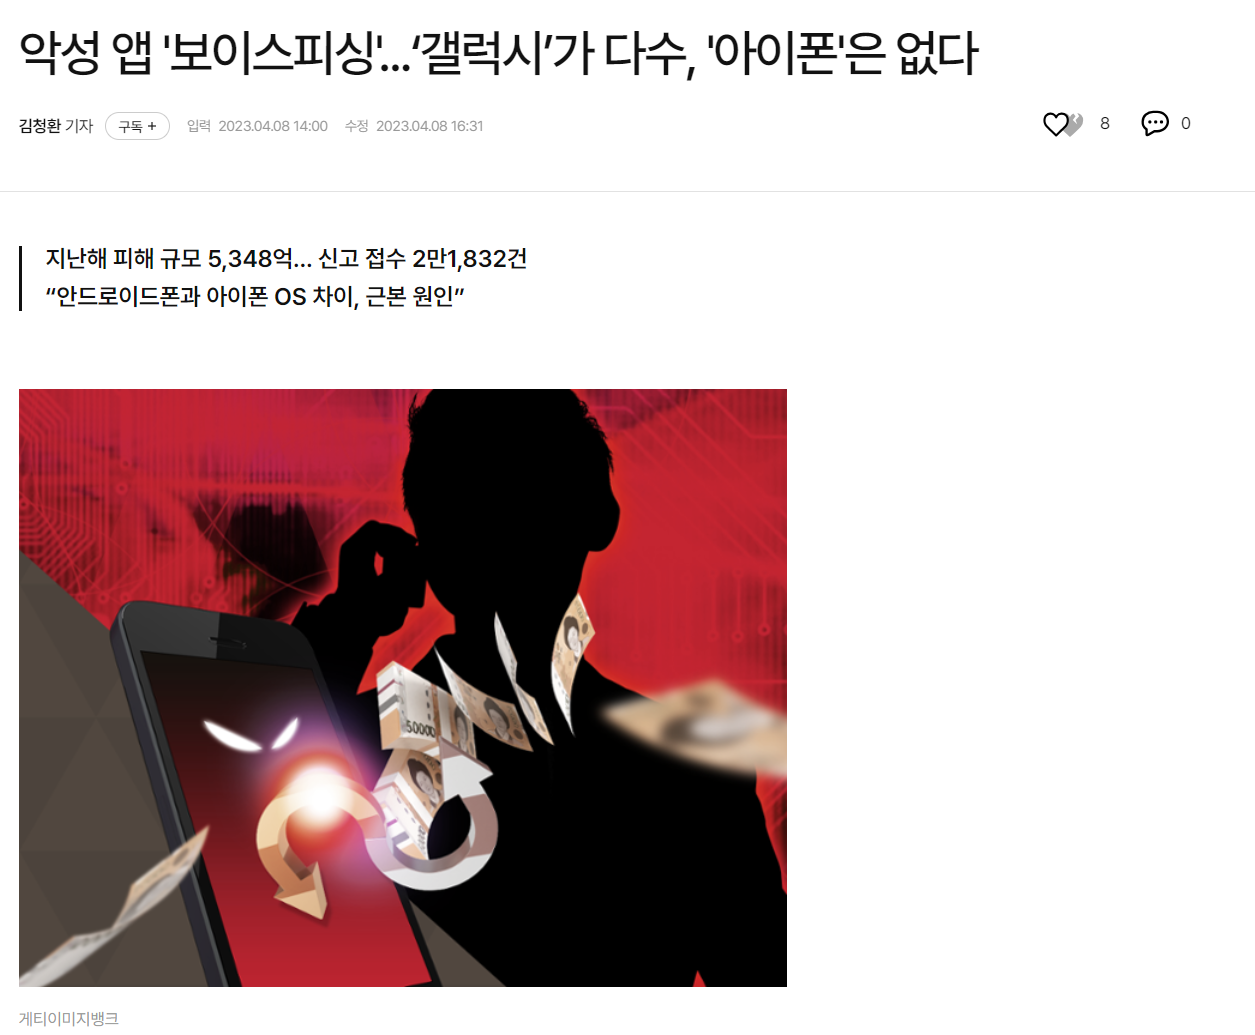 악성 앱 '보이스피싱'...‘갤럭시’가 다수, '아이폰'은 없다
김청환 기자 구독 + 입력 2023.04.08 14:00 수정 2023.04.08 16:31 8 0
지난해 피해 규모 5,348억... 신고 접수 2만1,832건
“안드로이드폰과 아이폰 OS 차이, 근본 원인”
50000
게티이미지뱅크